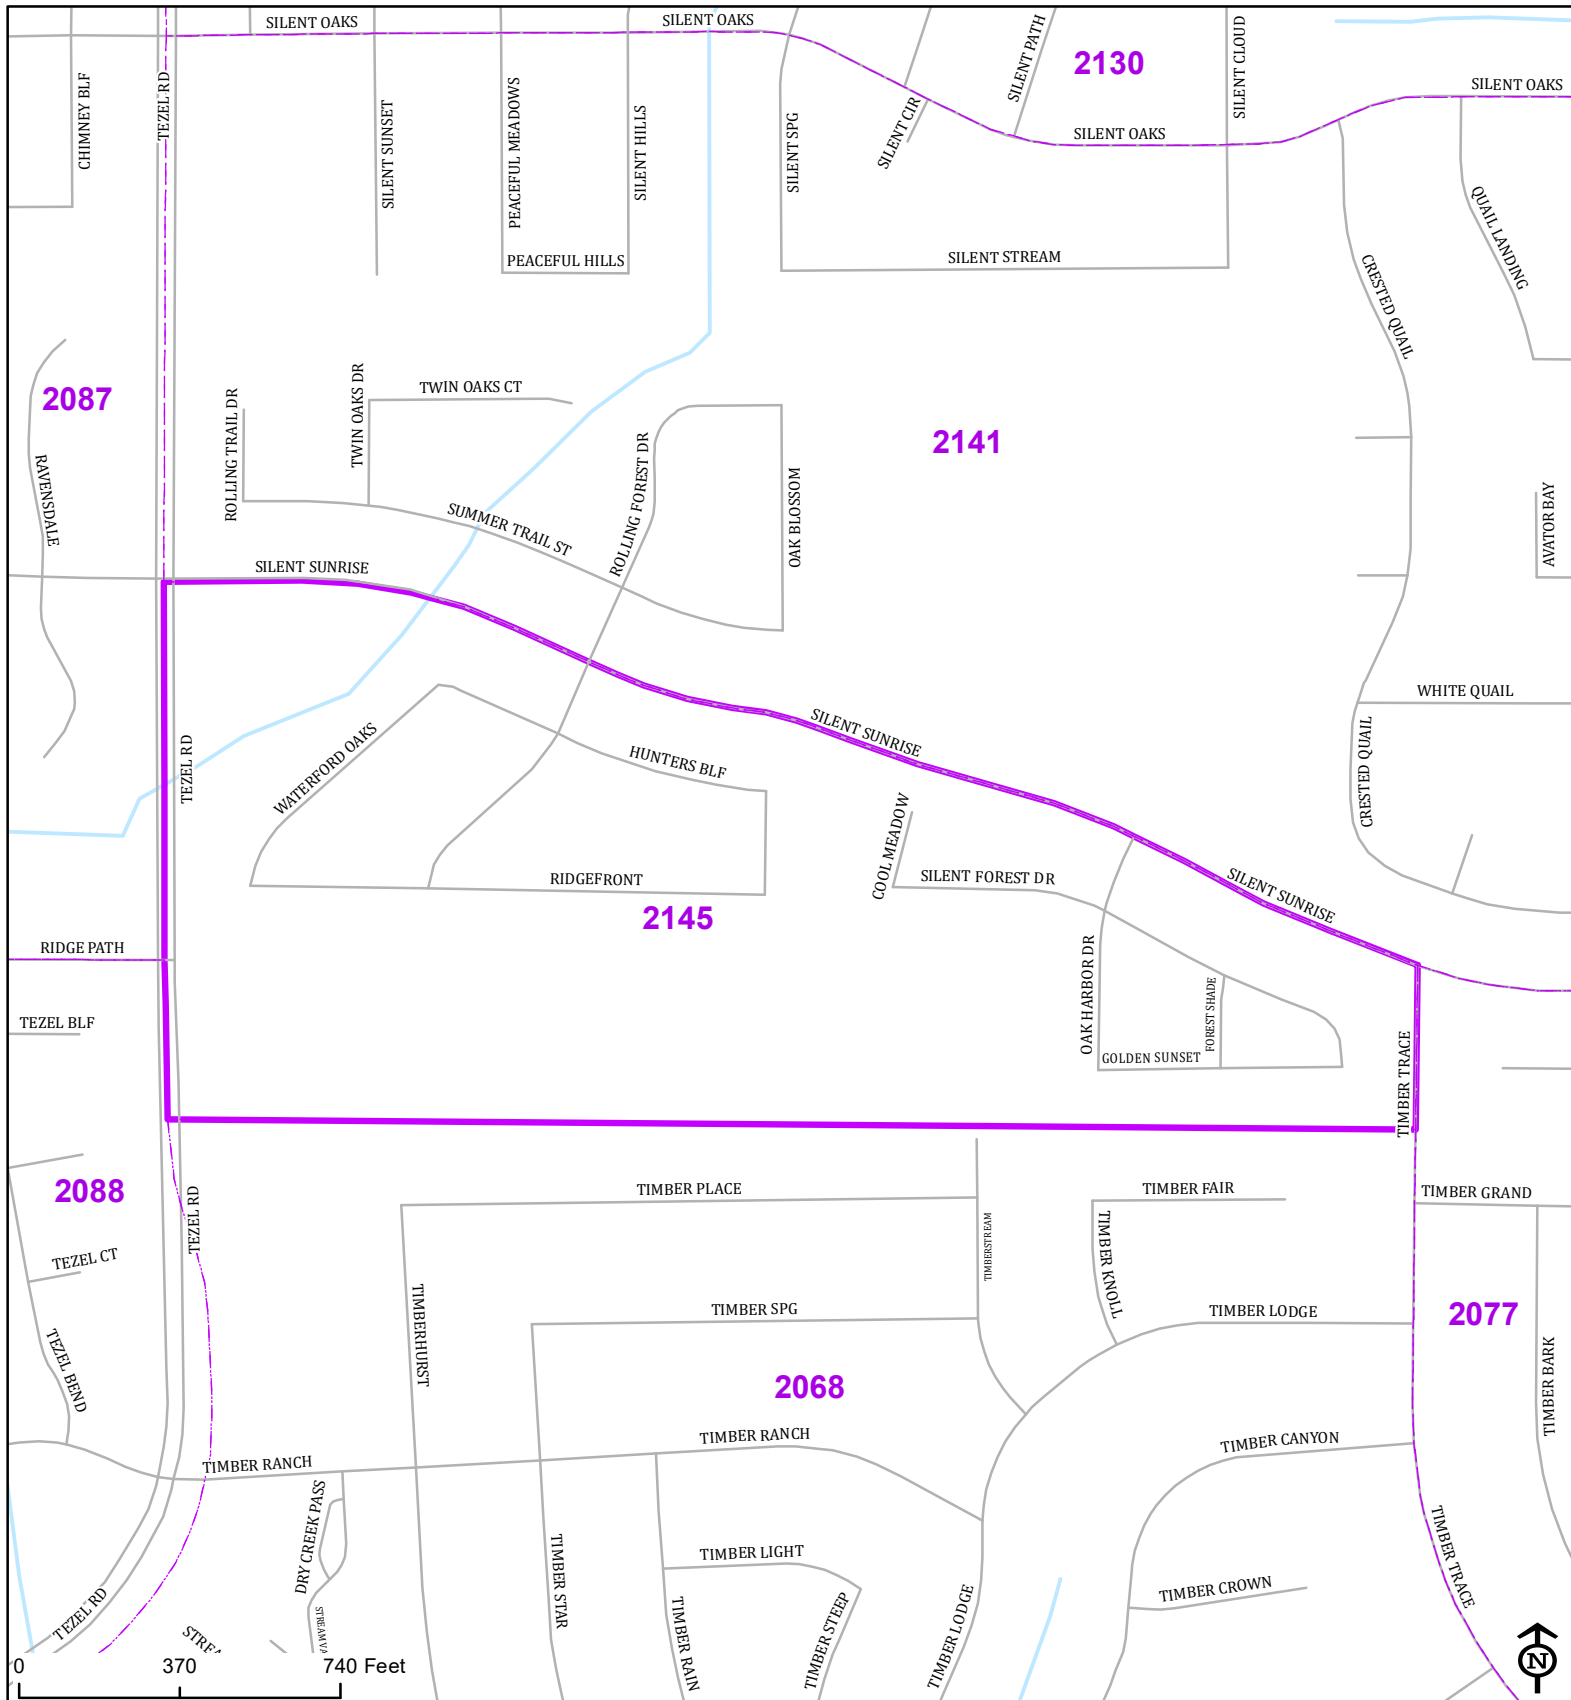 SILENT OAKS
SILENT OAKS
SILENT PATH
SILENT CLOUD
2130
SILENT OAKS
CHIMNEY BLF
TEZEL RD
SILENT SUNSET
PEACEFUL MEADOWS
SILENT HILLS
SILENT SPG
SILENT CIR
SILENT OAKS
QUAIL LANDING
PEACEFUL HILLS
SILENT STREAM
CRESTED QUAIL
2087
ROLLING TRAIL DR
TWIN OAKS DR
TWIN OAKS CT
2141
RAVENSDALE
ROLLING FOREST DR
OAK BLOSSOM
AVATOR BAY
SUMMER TRAIL ST
SILENT SUNRISE
WHITE QUAIL
SILENT SUNRISE
TEZEL RD
WATERFORD OAKS
HUNTERS BLF
CRESTED QUAIL
COOL MEADOW
RIDGEFRONT
SILENT FOREST DR
SILENT SUNRISE
2145
RIDGE PATH
OAK HARBOR DR
FOREST SHADE
TEZEL BLF
GOLDEN SUNSET
TIMBER TRACE
2088
TIMBER PLACE
TIMBER FAIR
TIMBER GRAND
TEZEL RD
TIMBERSTREAM
TIMBER KNOLL
TEZEL CT
TIMBERHURST
TIMBER SPG
TIMBER LODGE
2077
TEZEL BEND
2068
TIMBER BARK
TIMBER RANCH
TIMBER RANCH
TIMBER CANYON
DRY CREEK PASS
TIMBER STAR
TIMBER LIGHT
TIMBER TRACE
TEZEL RD
STREAM VA
TIMBER RAIN
TIMBER STEEP
TIMBER LODGE
TIMBER CROWN
STREA
0 370 740 Feet
N